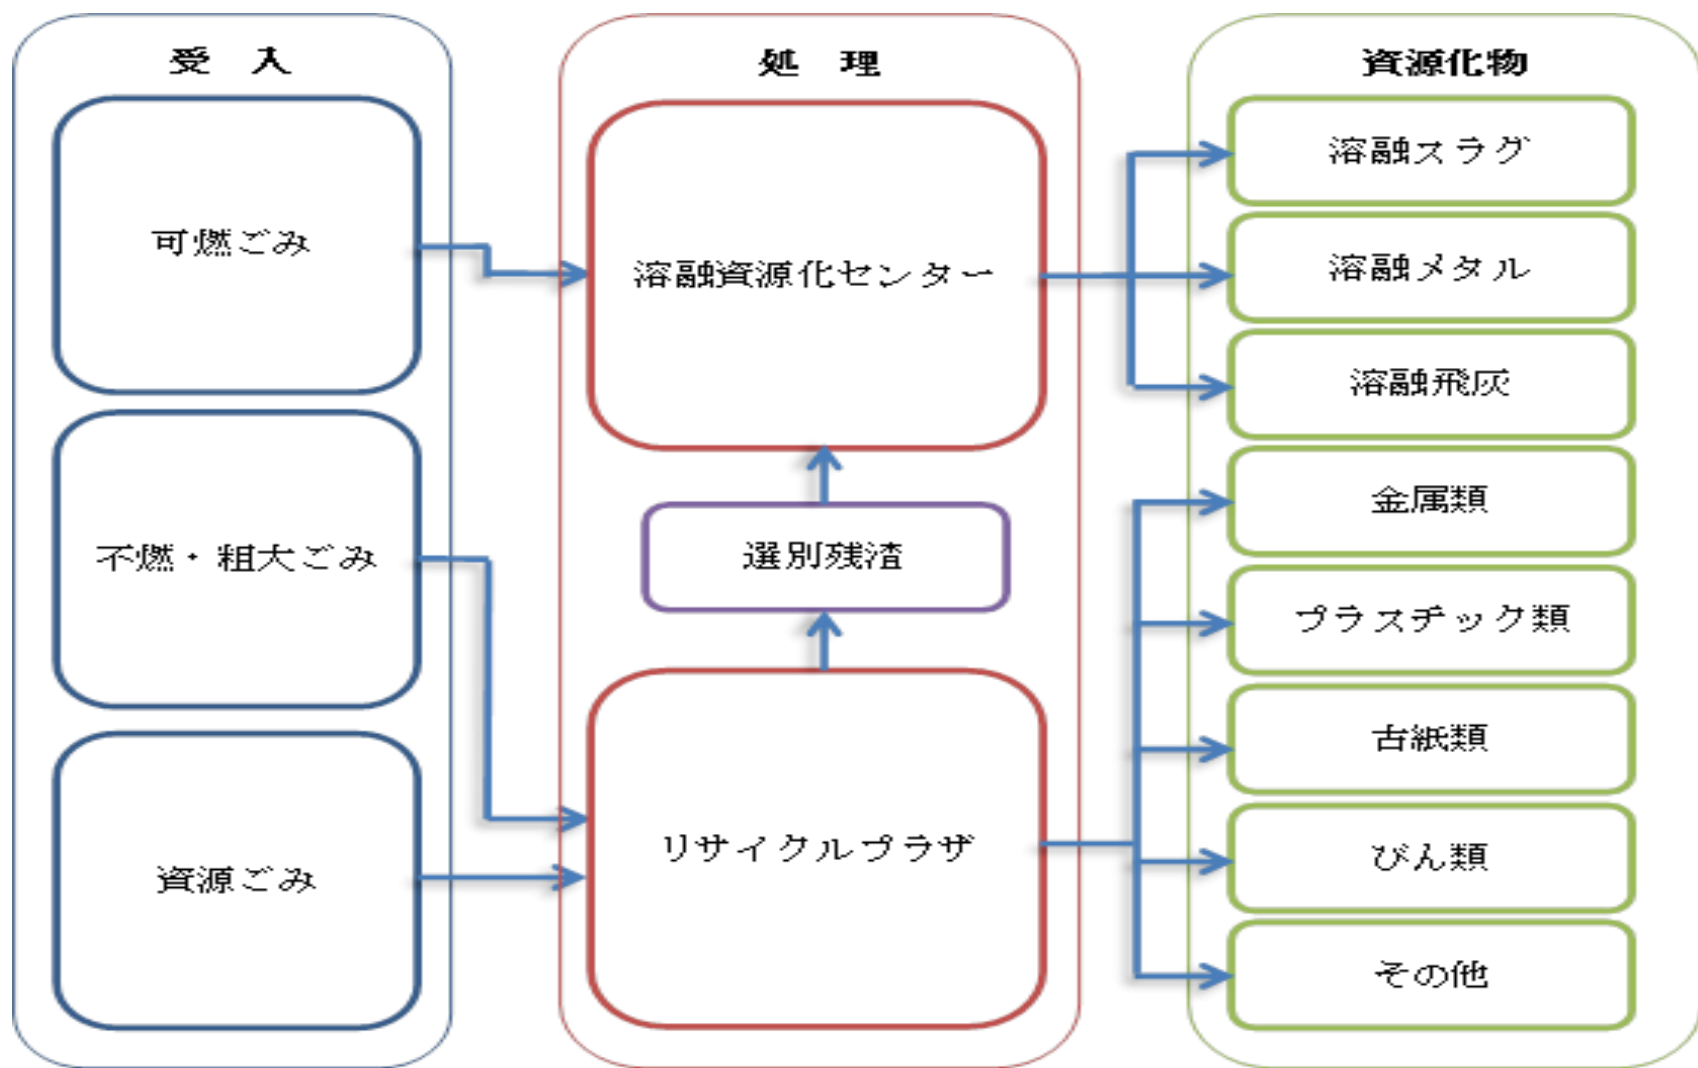 受　入
可燃ごみ
不燃・粗大ごみ
資源ごみ
処　理
溶融資源化センター
選別残渣
リサイクルプラザ
資源化物
溶融スラグ
溶融メタル
溶融飛灰
金属類
プラスチック類
古紙類
びん類
その他